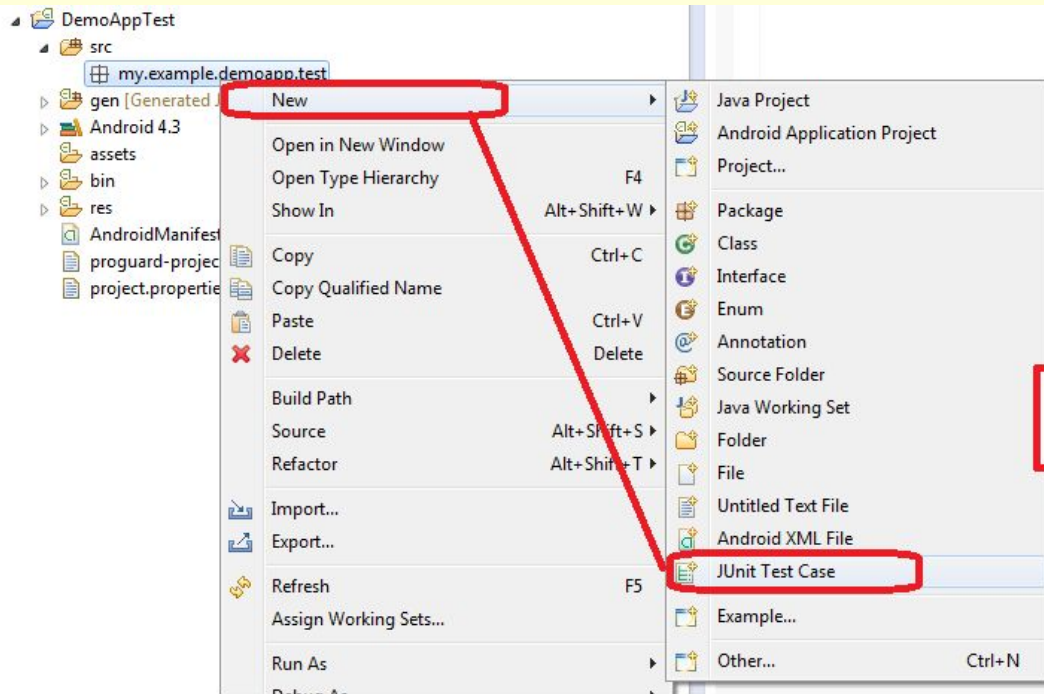 DemoAppTest
src
my.example.demoapp.test
gen [Generated J
Android 4.3
assets
bin
res
AndroidManifest
proguard-projec
project.propertie
New
Open in New Window
Open Type Hierarchy F4
Show In Alt+Shift+W
Copy Ctrl+C
Copy Qualified Name
Paste Ctrl+V
Delete Delete
Build Path
Source Alt+Shift+S
Refactor Alt+Shift+T
Import...
Export...
Refresh F5
Assign Working Sets...
Run As
Debug As
Java Project
Android Application Project
Project...
Package
Class
Interface
Enum
Annotation
Source Folder
Java Working Set
Folder
File
Untitled Text File
Android XML File
JUnit Test Case
Example...
Other... Ctrl+N